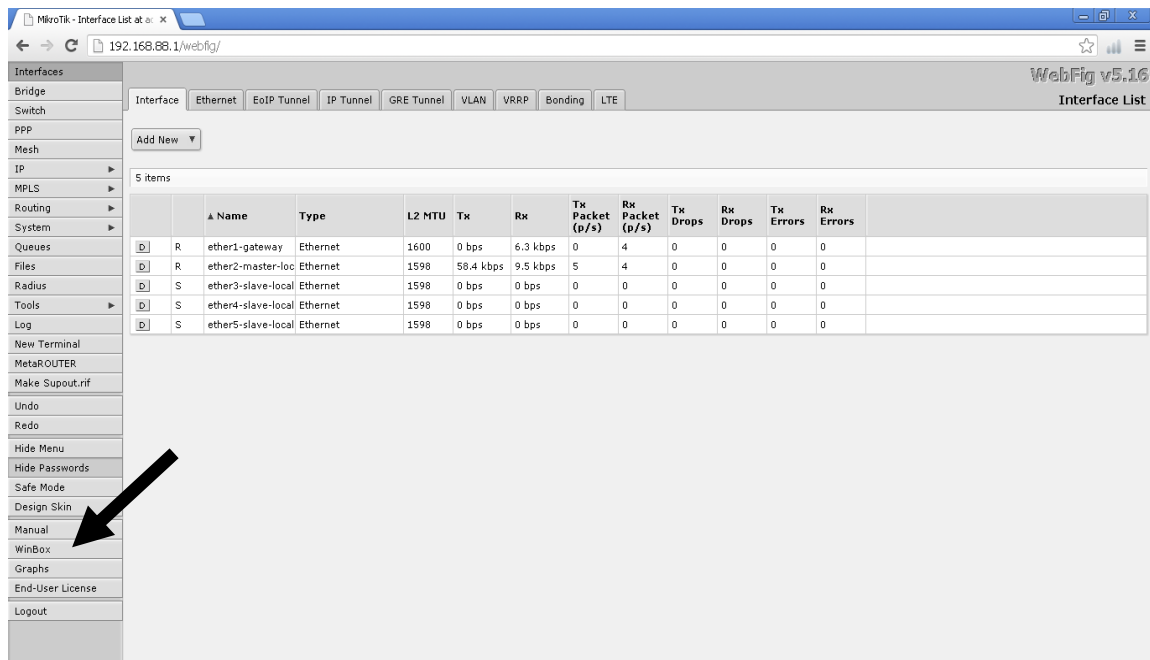 MikroTik - Interface List at a
192.168.88.1/webfig/
WebFig v5.16
Interface List
Interfaces
Bridge
Switch
PPP
Mesh
IP
MPLS
Routing
System
Queues
Files
Radius
Tools
Log
New Terminal
MetaROUTER
Make Supout.rif
Undo
Redo
Hide Menu
Hide Passwords
Safe Mode
Design Skin
Manual
WinBox
Graphs
End-User License
Logout
Interface Ethernet EoIP Tunnel IP Tunnel GRE Tunnel VLAN VRRP Bonding LTE
Add New ▼
5 items
▲ Name Type L2 MTU Tx Rx Tx Packet (p/s) Rx Packet (p/s) Tx Drops Rx Drops Tx Errors Rx Errors
D R ether1-gateway Ethernet 1600 0 bps 6.3 kbps 0 4 0 0 0 0
D R ether2-master-loc Ethernet 1598 58.4 kbps 9.5 kbps 5 4 0 0 0 0
D S ether3-slave-local Ethernet 1598 0 bps 0 bps 0 0 0 0 0 0
D S ether4-slave-local Ethernet 1598 0 bps 0 bps 0 0 0 0 0 0
D S ether5-slave-local Ethernet 1598 0 bps 0 bps 0 0 0 0 0 0